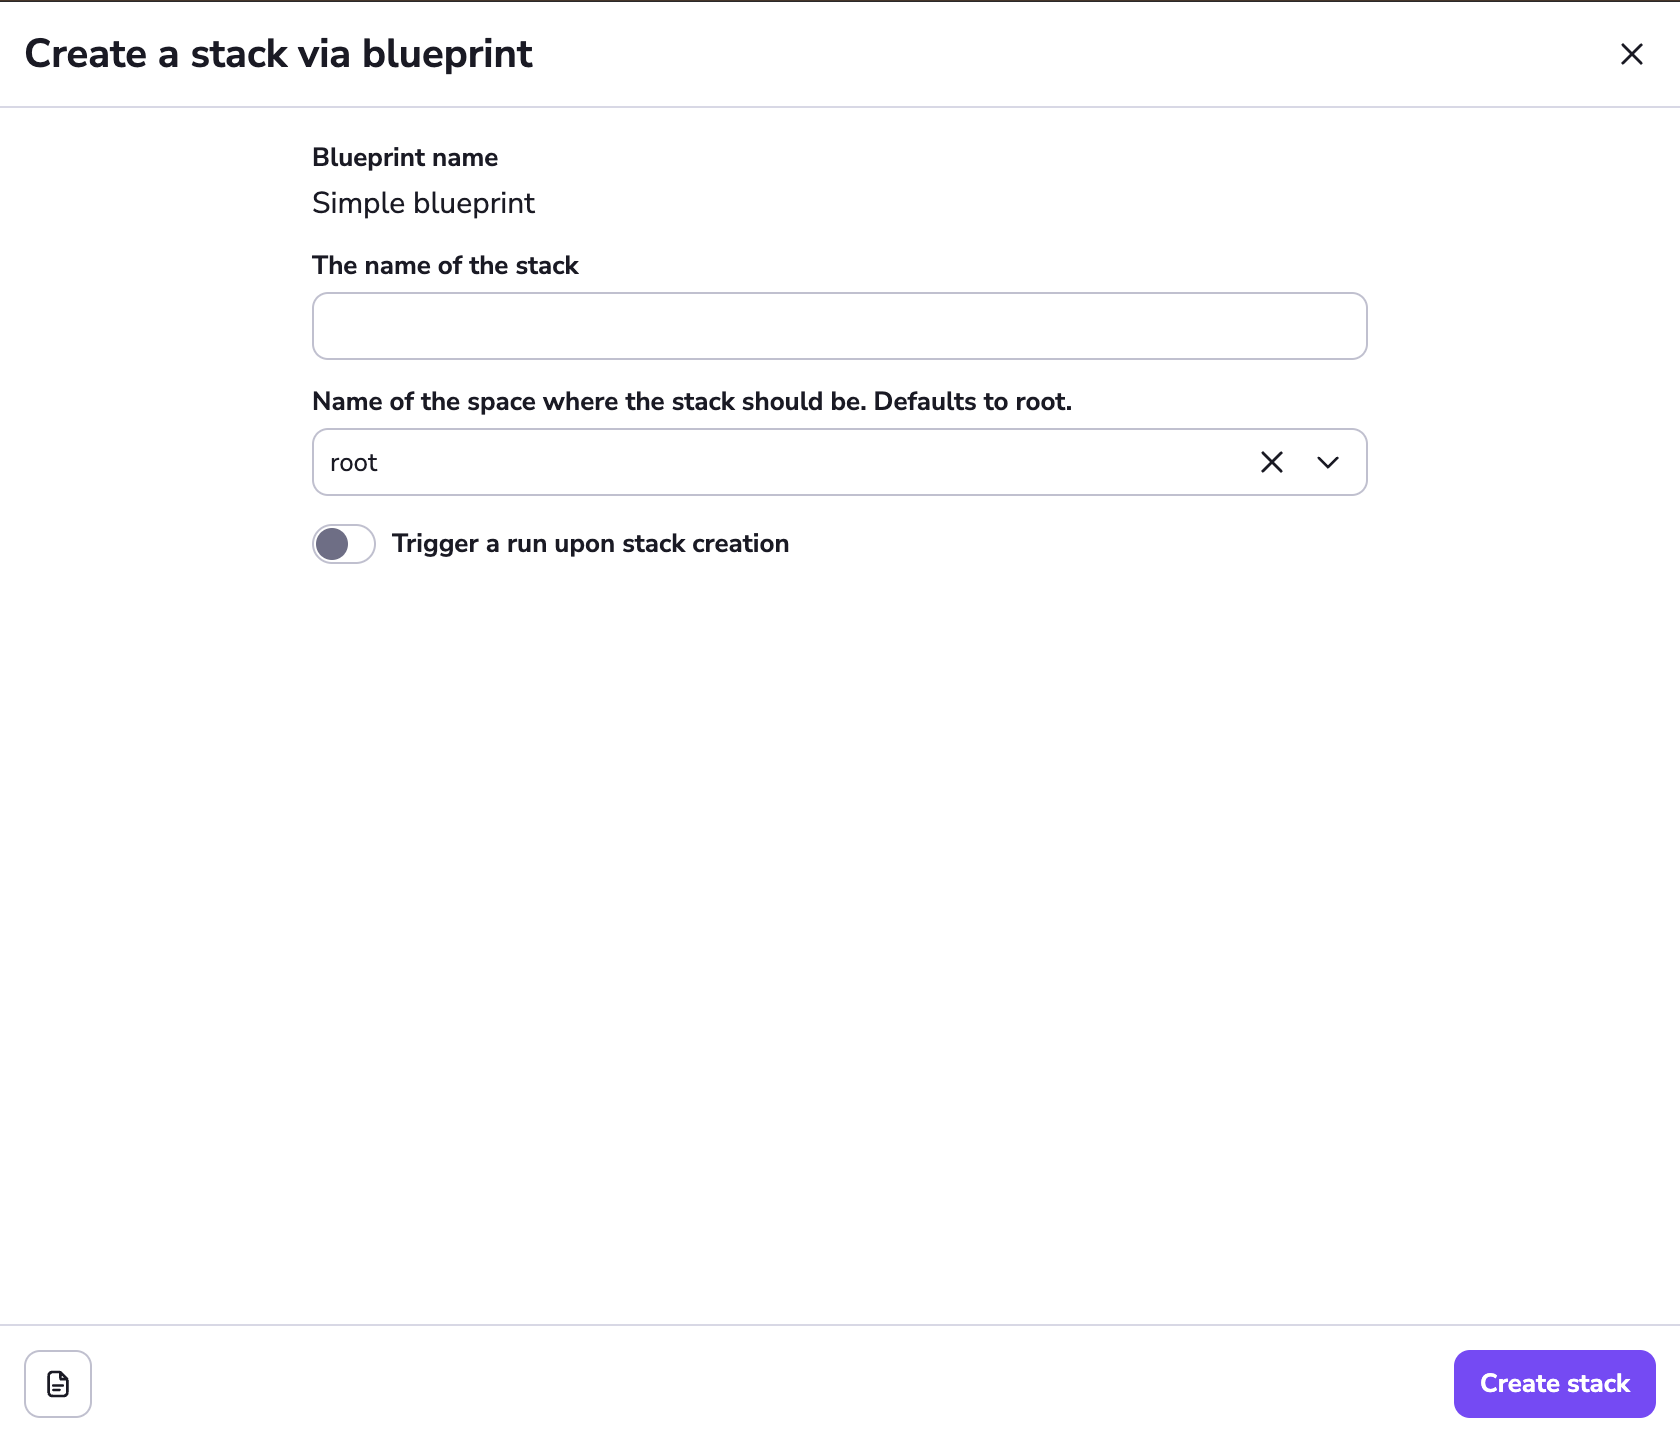 Create a stack via blueprint
Blueprint name
Simple blueprint
The name of the stack
Name of the space where the stack should be. Defaults to root.
root
Trigger a run upon stack creation
Create stack